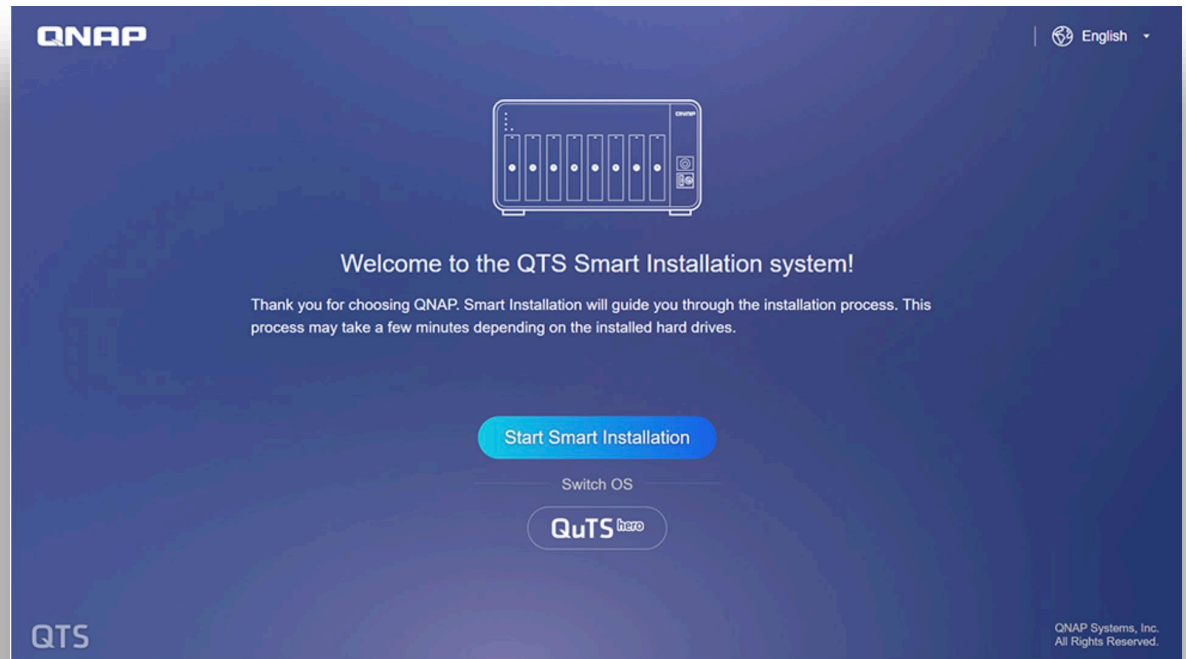 QNAP
English
QNAP
Welcome to the QTS Smart Installation system!
Thank you for choosing QNAP. Smart Installation will guide you through the installation process. This
process may take a few minutes depending on the installed hard drives.
Start Smart Installation
Switch OS
QuTS hero
QTS
QNAP Systems, Inc.
All Rights Reserved.